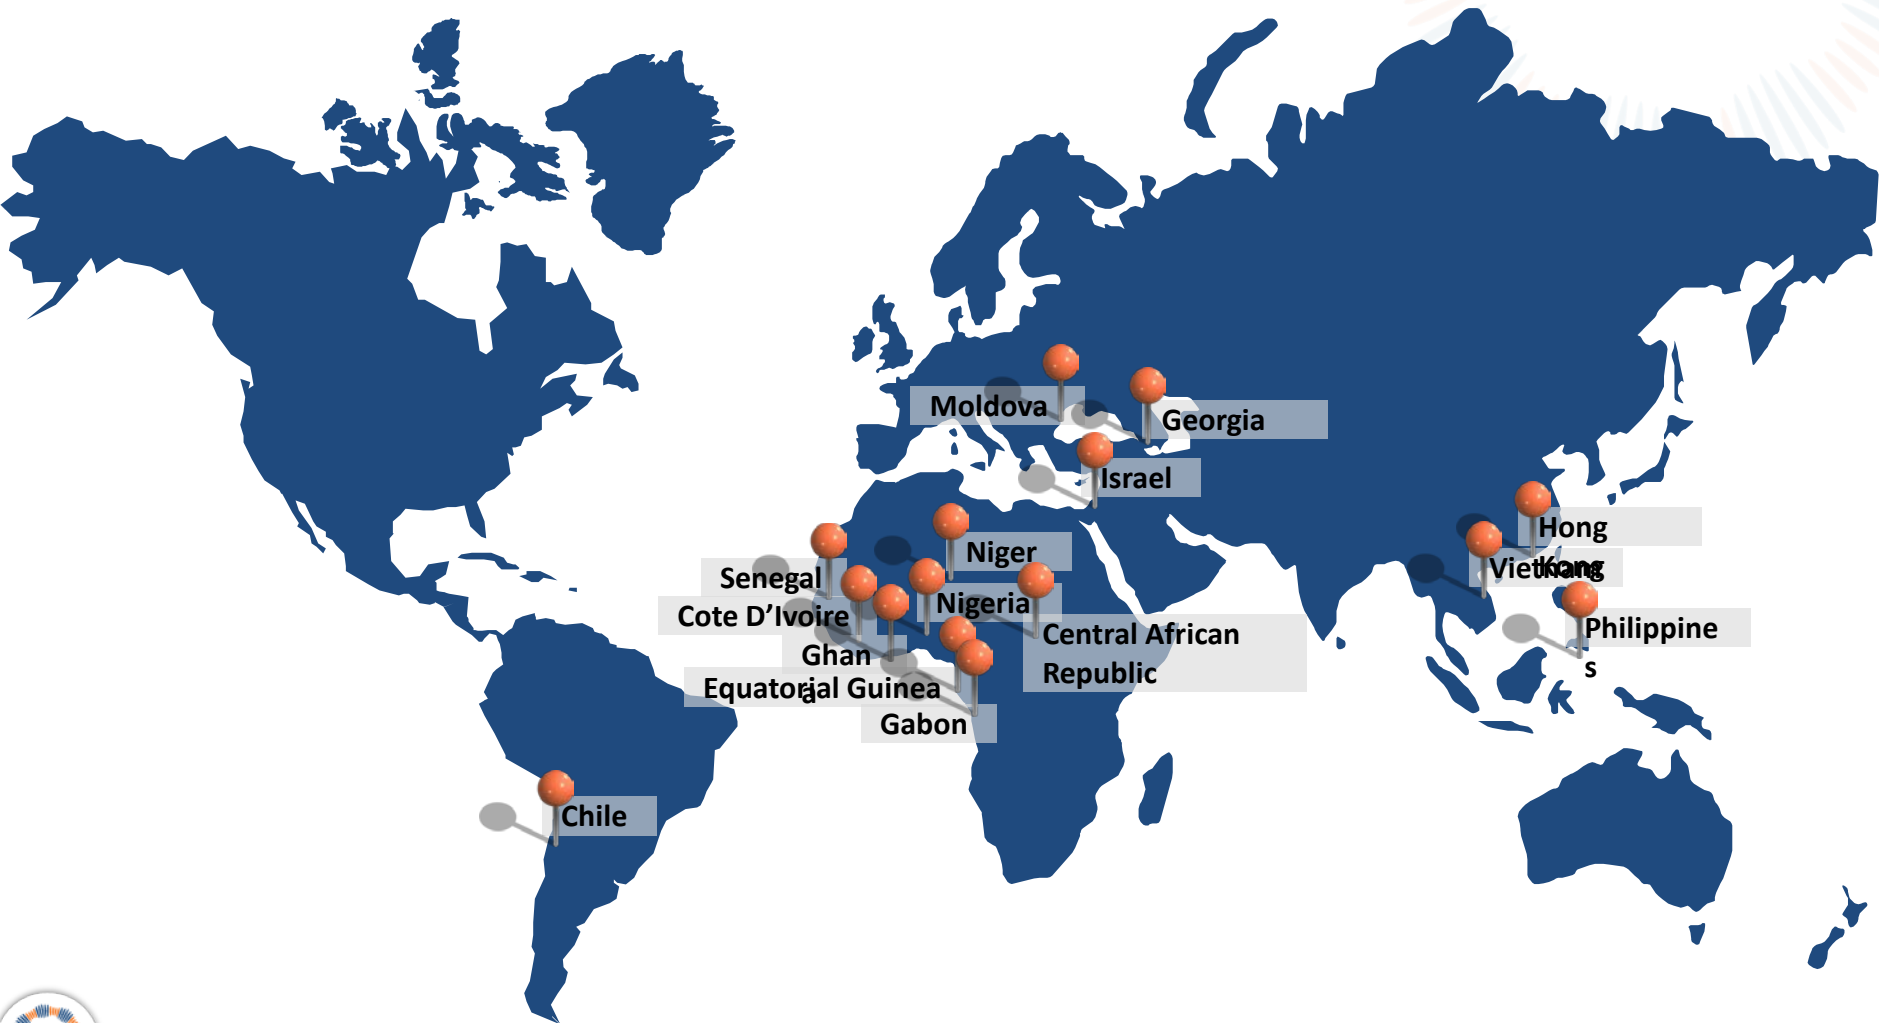 Moldova
Georgia
Israel
Hong
Kong
Vietnam
Niger
Senegal
Nigeria
Cote D’Ivoire
Philippine
s
Central African
Republic
Ghan
a
Equatorial Guinea
Gabon
Chile